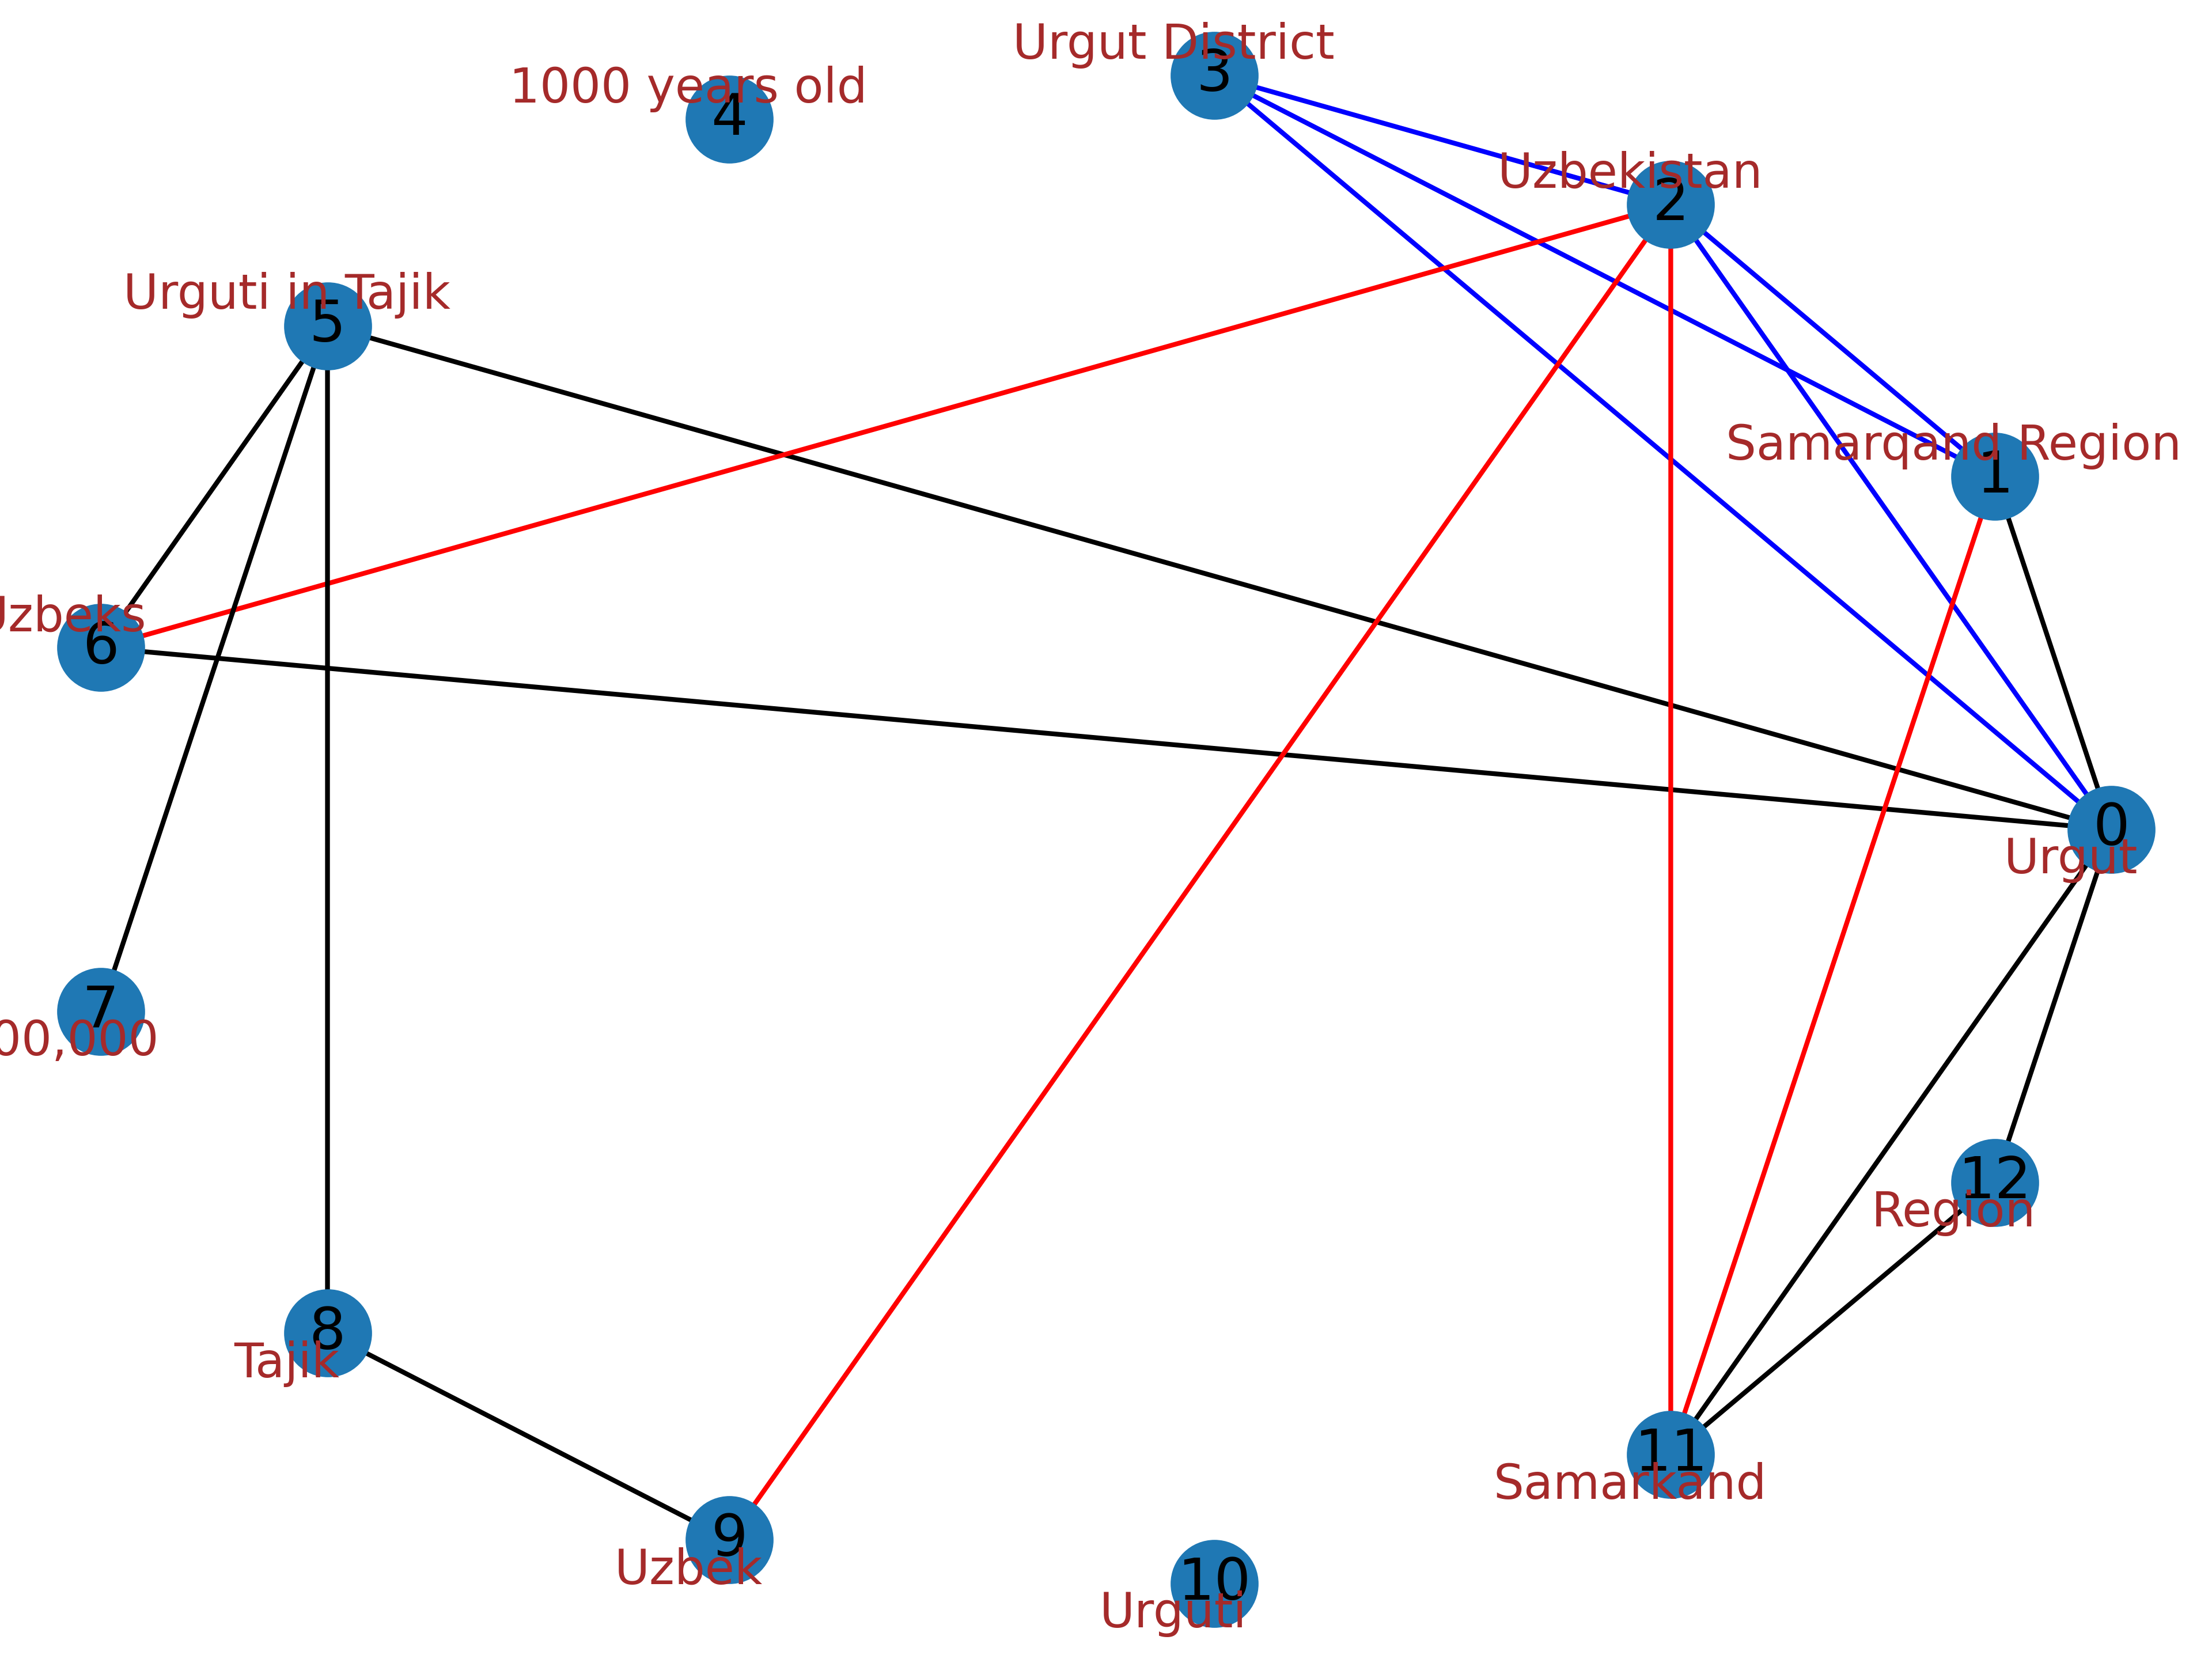 Urgut District
3
1000 years old
4
Uzbekistan
2
Urguti in Tajik
5
Samarqand Region
1
Uzbeks
6
0
Urgut
7
00,000
12
Region
8
Tajik
11
Samarkand
9
Uzbek
10
Urguti